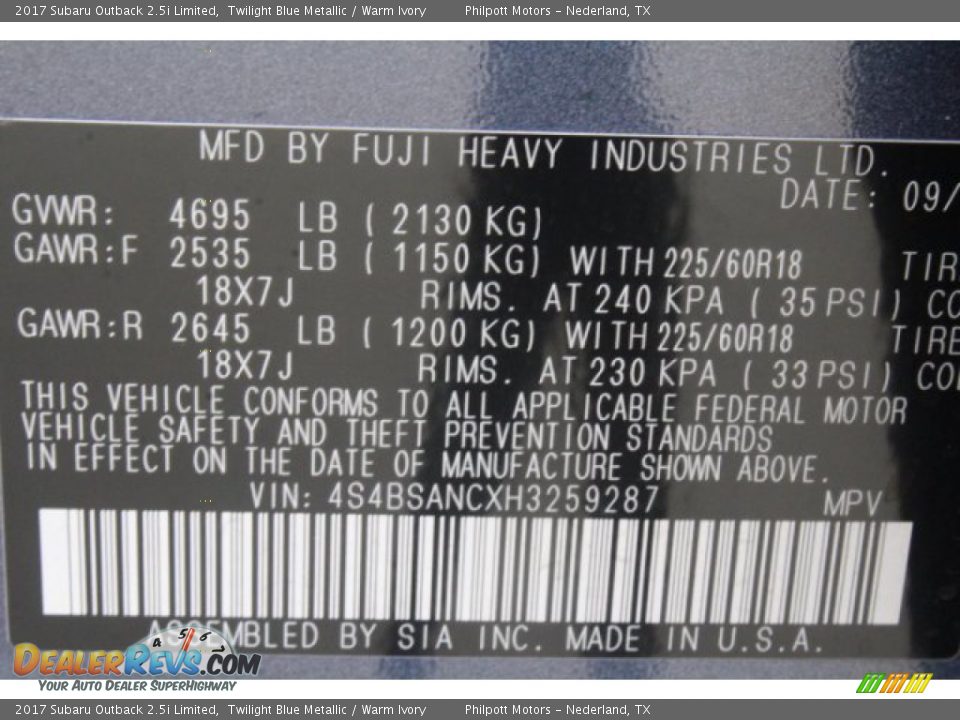 2017 Subaru Outback 2.5i Limited, Twilight Blue Metallic / Warm Ivory Philpott Motors - Nederland, TX
MFD BY FUJI HEAVY INDUSTRIES LTD.
DATE: 09/
GVWR: 4695 LB ( 2130 KG)
GAWR:F 2535 LB ( 1150 KG) WITH 225/60R18 TIR
18X7J RIMS. AT 240 KPA ( 35 PSI) CO
GAWR:R 2645 LB ( 1200 KG) WITH 225/60R18 TIRE
18X7J RIMS. AT 230 KPA ( 33 PSI) CO
THIS VEHICLE CONFORMS TO ALL APPLICABLE FEDERAL MOTOR
VEHICLE SAFETY AND THEFT PREVENTION STANDARDS
IN EFFECT ON THE DATE OF MANUFACTURE SHOWN ABOVE.
VIN: 4S4BSANCXH3259287 MPV
ASSEMBLED BY SIA INC. MADE IN U.S.A.
4 5 6 7
DEALERREVS.COM
YOUR AUTO DEALER SUPERHIGHWAY
2017 Subaru Outback 2.5i Limited, Twilight Blue Metallic / Warm Ivory Philpott Motors - Nederland, TX